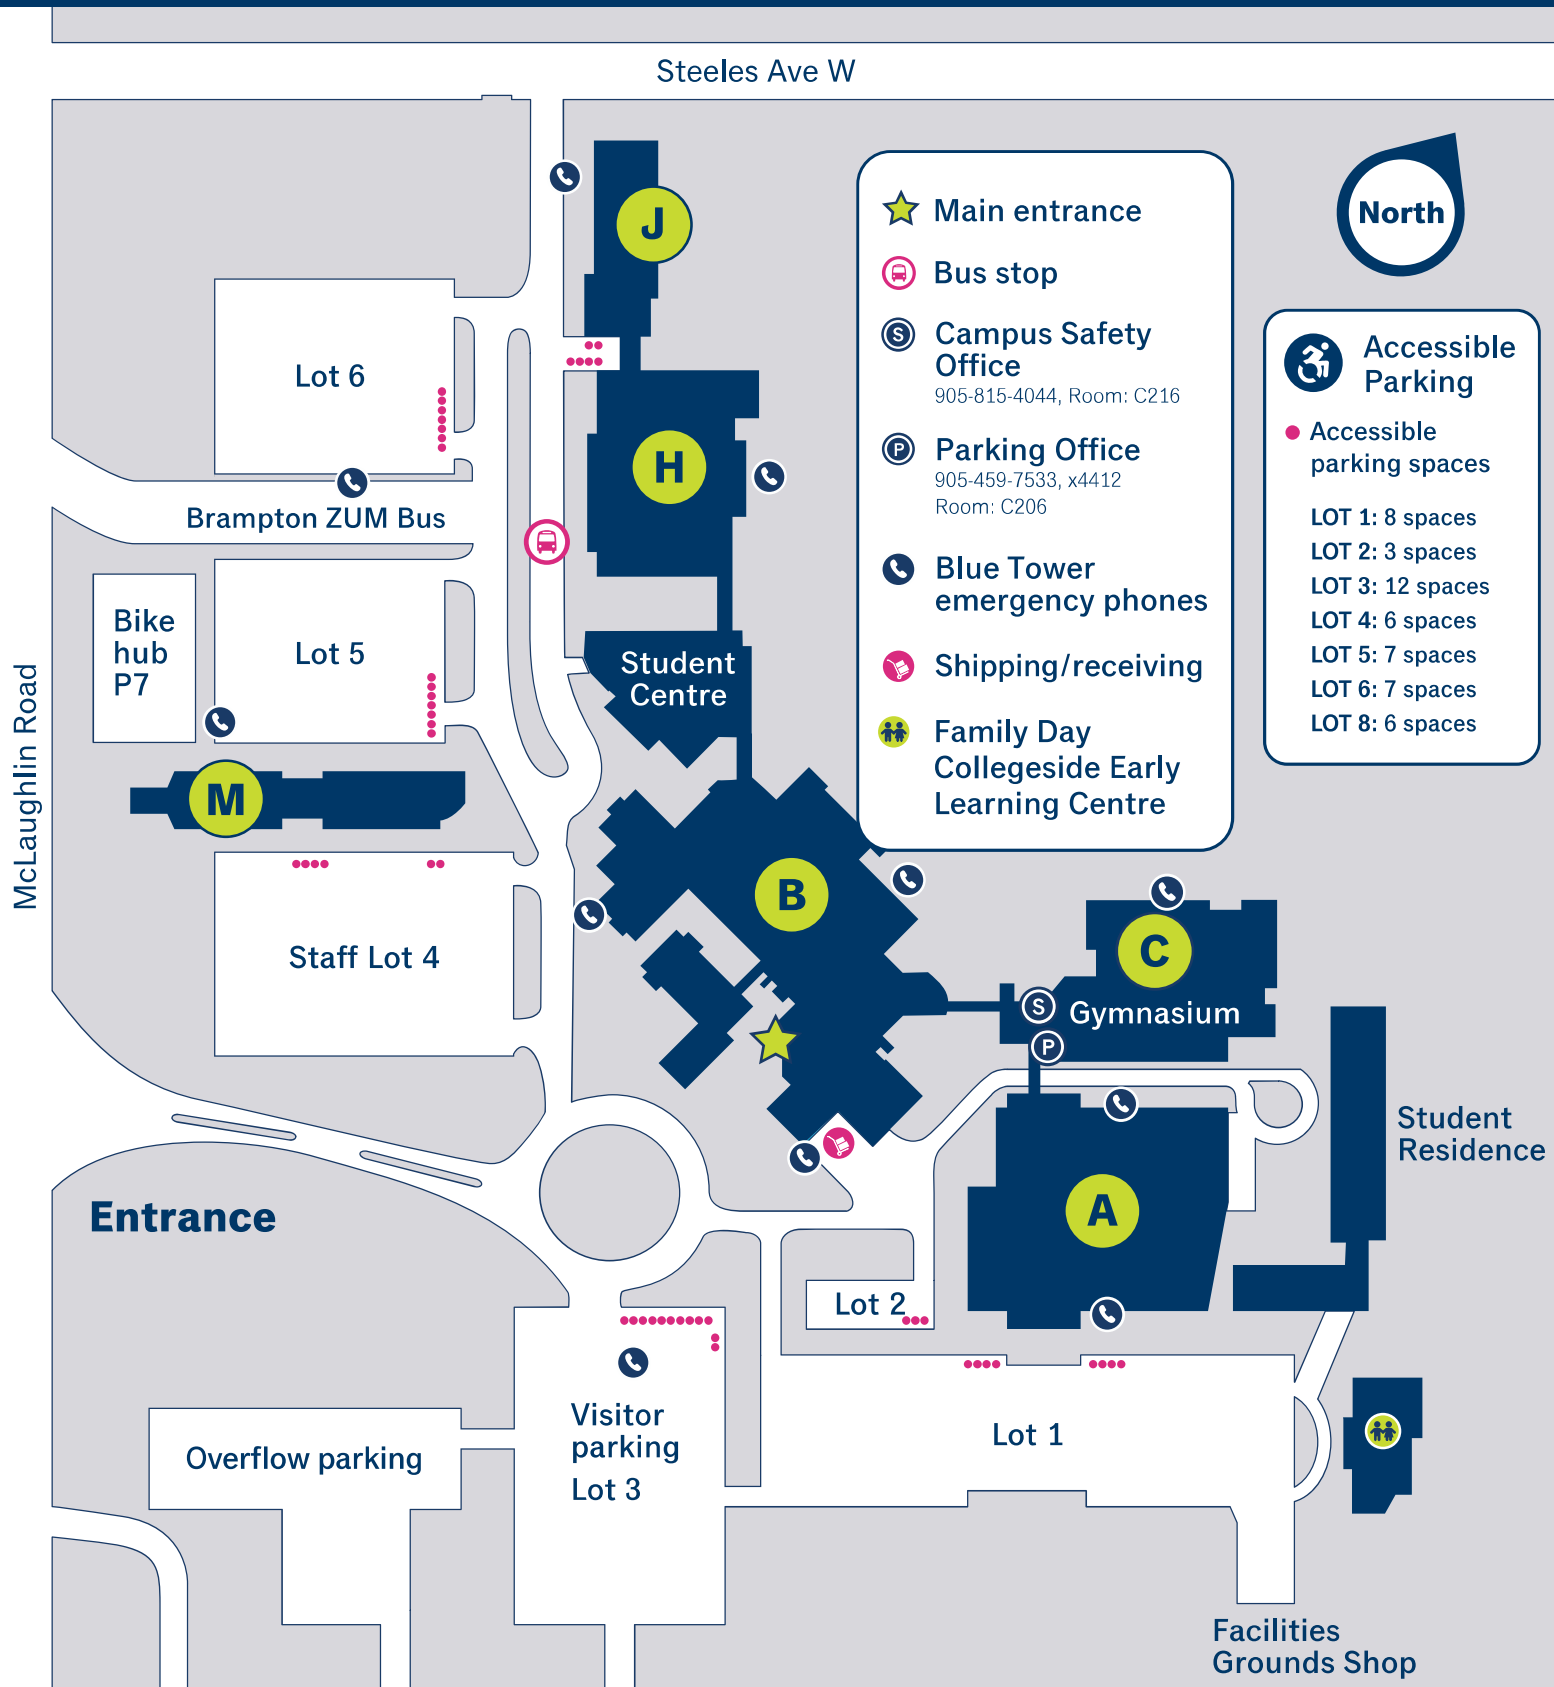 Steeles Ave W
J
Main entrance
Bus stop
S
Campus Safety
Office
905-815-4044, Room: C216
P
Parking Office
905-459-7533, x4412
Room: C206
Blue Tower
emergency phones
Shipping/receiving
Family Day
Collegeside Early
Learning Centre
North
Accessible
Parking
Accessible
parking spaces
LOT 1: 8 spaces
LOT 2: 3 spaces
LOT 3: 12 spaces
LOT 4: 6 spaces
LOT 5: 7 spaces
LOT 6: 7 spaces
LOT 8: 6 spaces
Lot 6
H
Brampton ZUM Bus
Bike
hub
P7
Lot 5
Student
Centre
McLaughlin Road
M
B
Staff Lot 4
C
S
Gymnasium
P
Student
Residence
Entrance
A
Lot 2
Visitor
parking
Lot 3
Overflow parking
Lot 1
Facilities
Grounds Shop